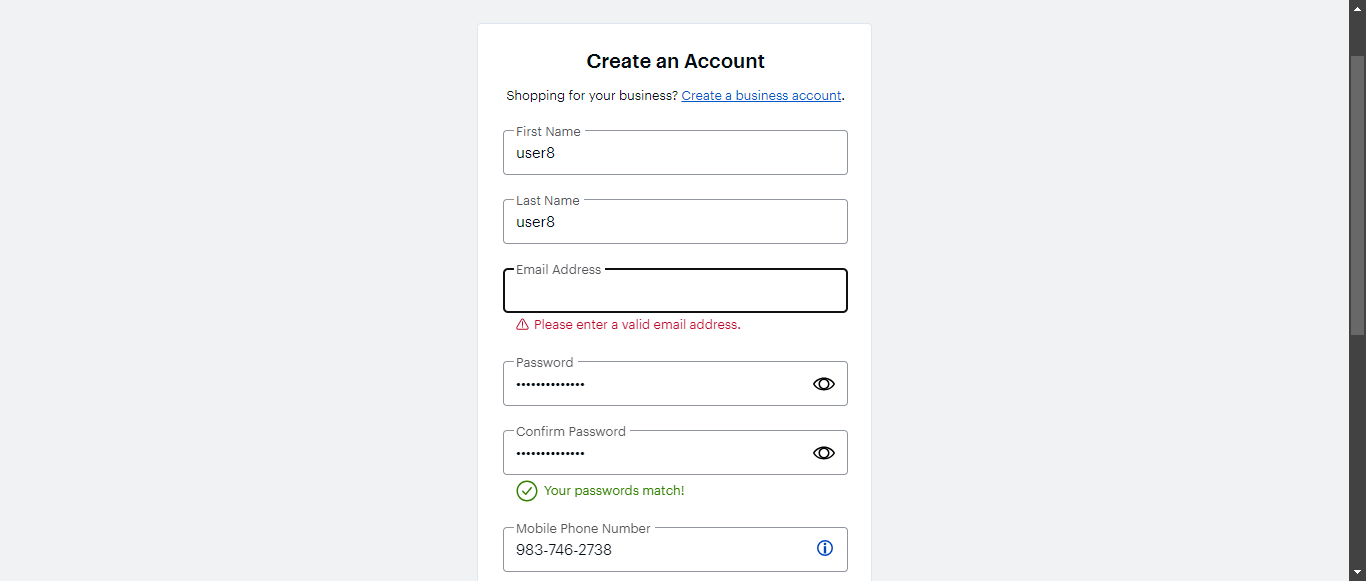 Create an Account
Shopping for your business? Create a business account.
First Name
user8
Last Name
user8
Email Address
Please enter a valid email address.
Password
••••••••••••••
Confirm Password
••••••••••••••
Your passwords match!
Mobile Phone Number
983-746-2738